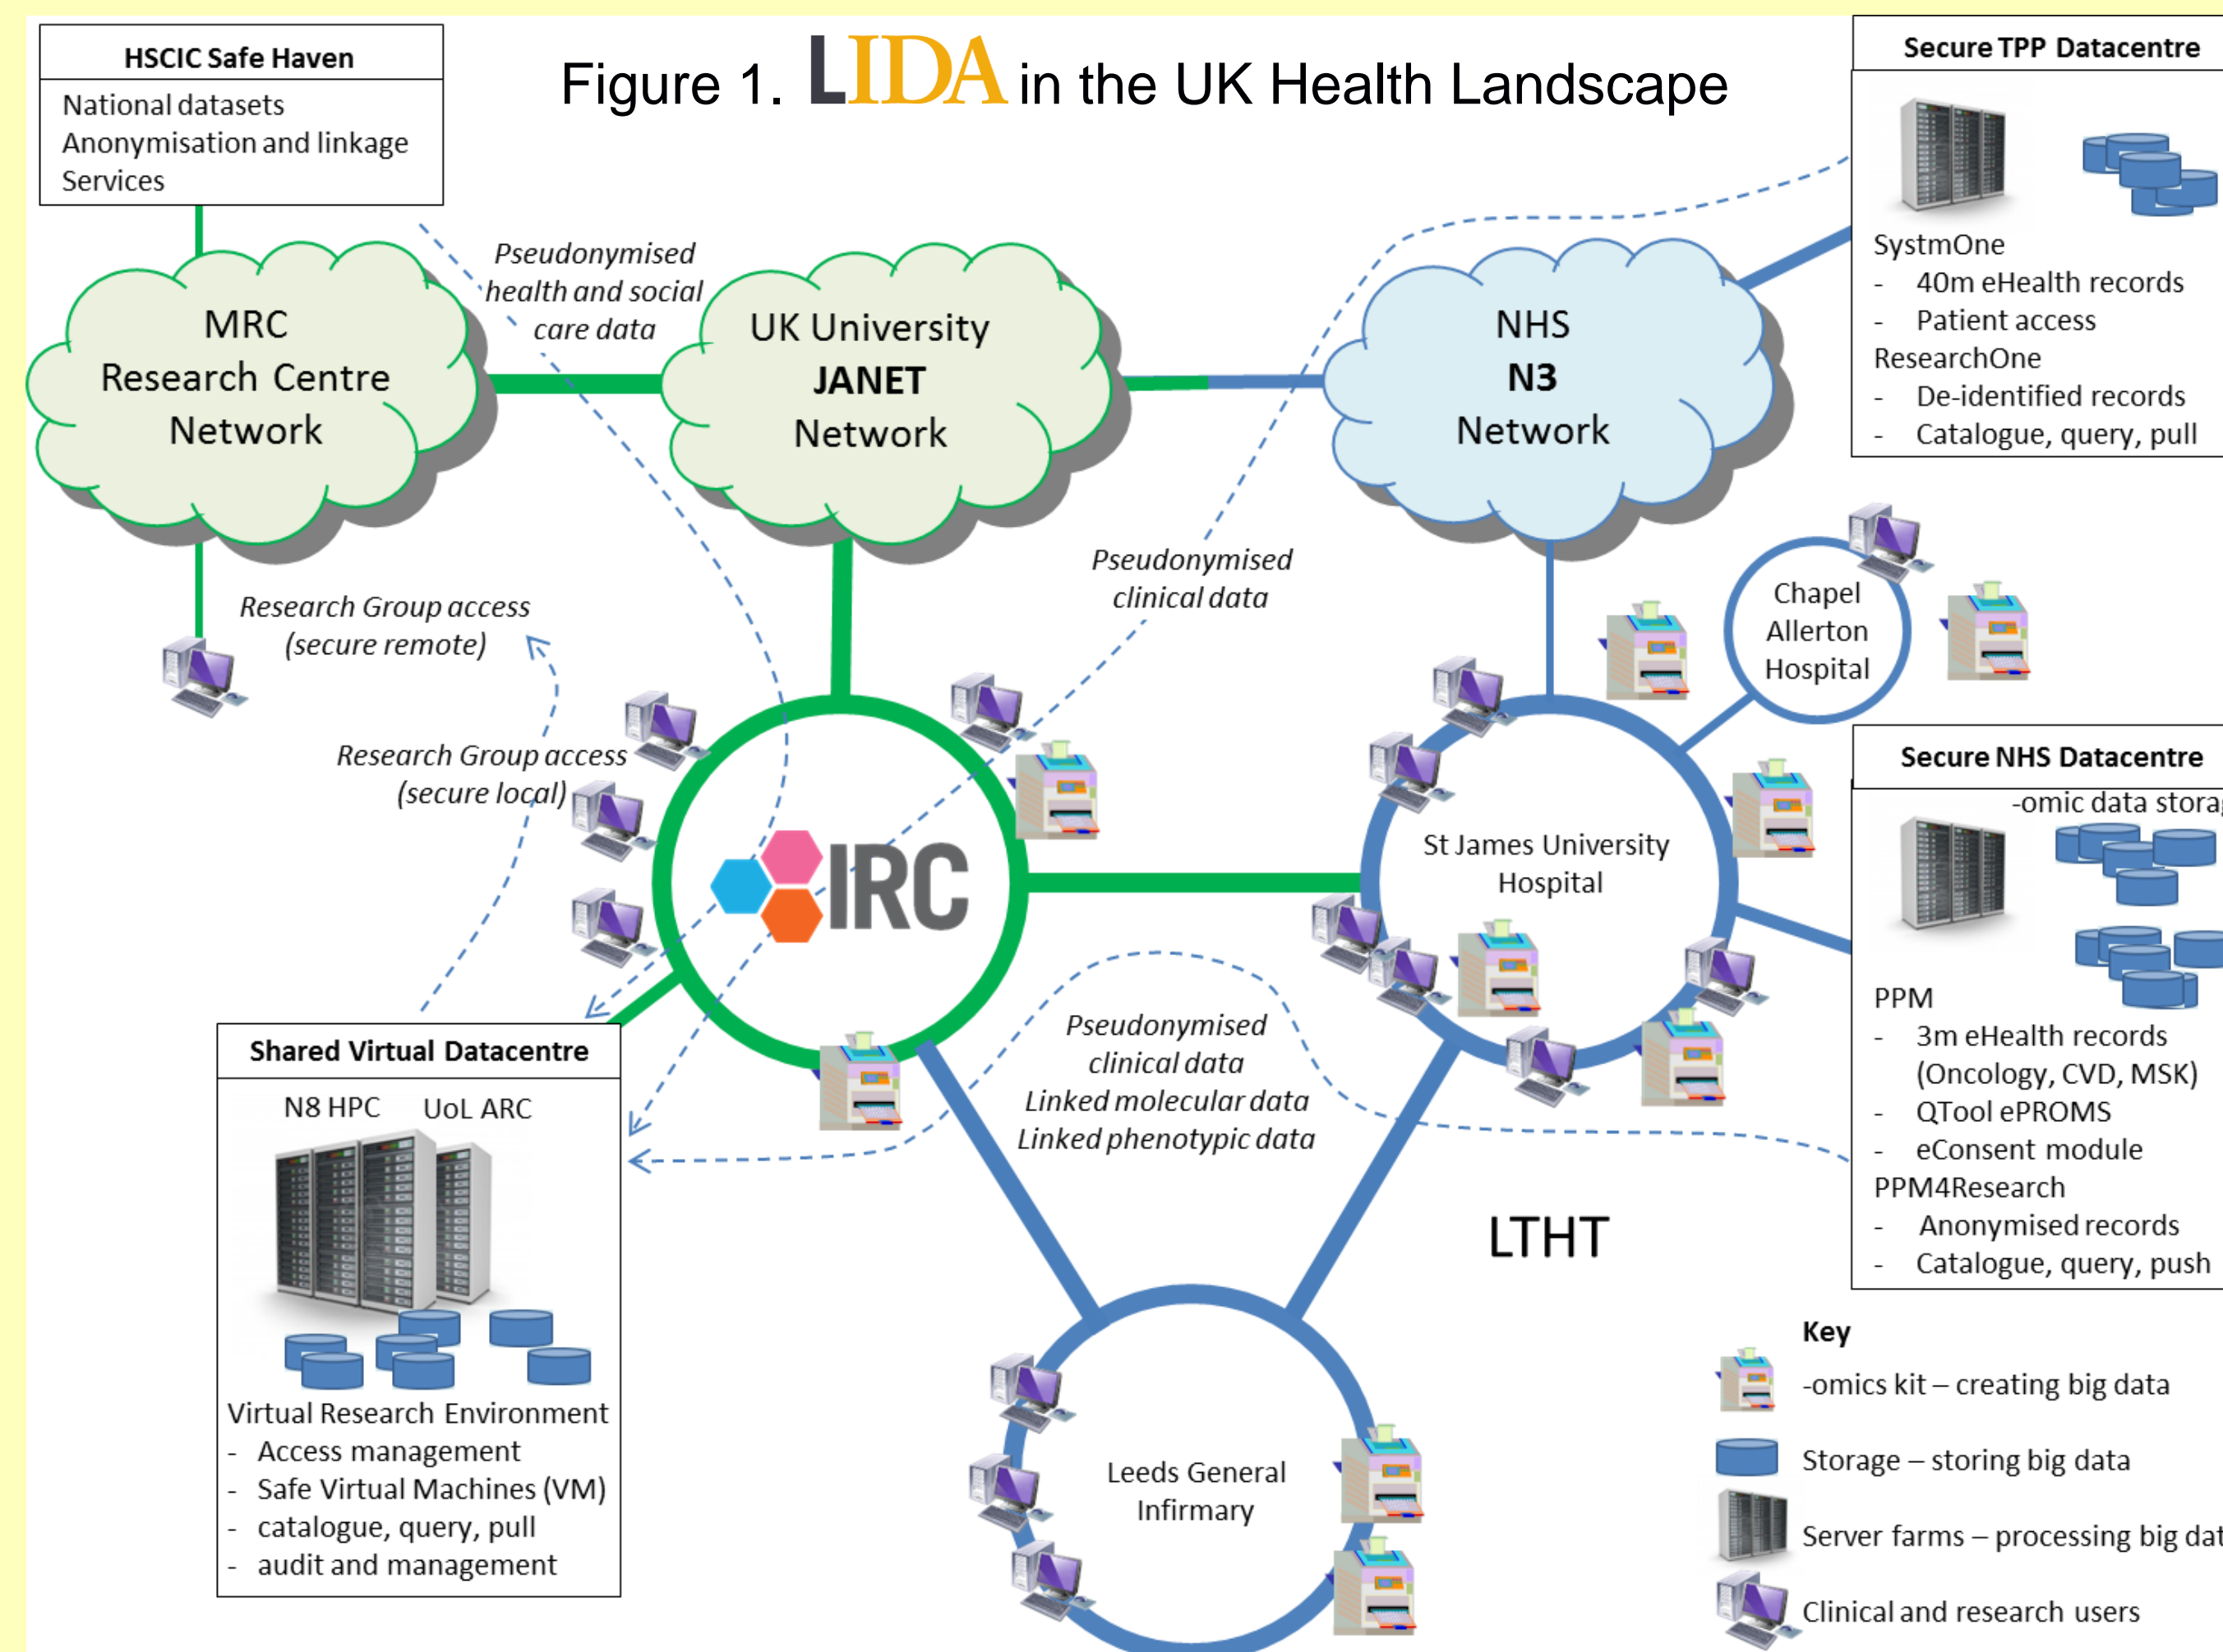 Figure 1. LIDA in the UK Health Landscape
HSCIC Safe Haven
National datasets
Anonymisation and linkage
Services
Secure TPP Datacentre
SystmOne
- 40m eHealth records
- Patient access
ResearchOne
- De-identified records
- Catalogue, query, pull
MRC
Research Centre
Network
Pseudonymised
health and social
care data
UK University
JANET
Network
NHS
N3
Network
Pseudonymised
clinical data
Chapel
Allerton
Hospital
Research Group access
(secure remote)
Research Group access
(secure local)
IRC
St James University
Hospital
Secure NHS Datacentre
-omic data storag
PPM
- 3m eHealth records
(Oncology, CVD, MSK)
- QTool ePROMS
- eConsent module
PPM4Research
- Anonymised records
- Catalogue, query, push
Pseudonymised
clinical data
Linked molecular data
Linked phenotypic data
LTHT
Shared Virtual Datacentre
N8 HPC UoL ARC
Virtual Research Environment
- Access management
- Safe Virtual Machines (VM)
- catalogue, query, pull
- audit and management
Leeds General
Infirmary
Key
-omics kit – creating big data
Storage – storing big data
Server farms – processing big dat
Clinical and research users